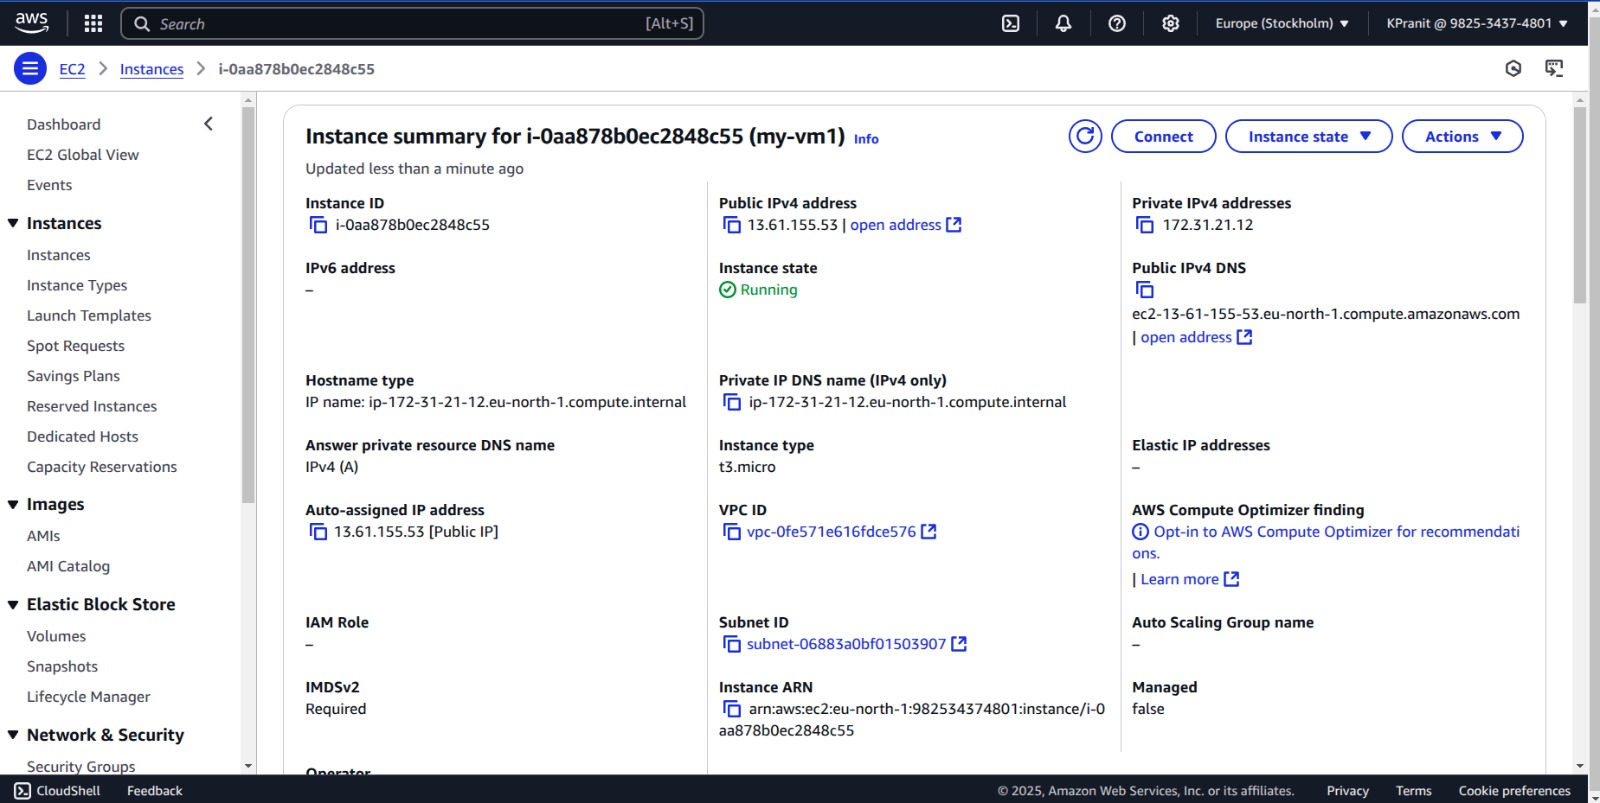 aws
Search [Alt+S]
Europe (Stockholm)
KPranit @ 9825-3437-4801
EC2 > Instances > i-0aa878b0ec2848c55
Dashboard
EC2 Global View
Events
Instances
Instances
Instance Types
Launch Templates
Spot Requests
Savings Plans
Reserved Instances
Dedicated Hosts
Capacity Reservations
Images
AMIs
AMI Catalog
Elastic Block Store
Volumes
Snapshots
Lifecycle Manager
Network & Security
Security Groups
Instance summary for i-0aa878b0ec2848c55 (my-vm1) Info
Connect
Instance state
Actions
Updated less than a minute ago
Instance ID
i-0aa878b0ec2848c55
Public IPv4 address
13.61.155.53 | open address
Private IPv4 addresses
172.31.21.12
IPv6 address
–
Instance state
Running
Public IPv4 DNS
ec2-13-61-155-53.eu-north-1.compute.amazonaws.com
| open address
Hostname type
IP name: ip-172-31-21-12.eu-north-1.compute.internal
Private IP DNS name (IPv4 only)
ip-172-31-21-12.eu-north-1.compute.internal
Answer private resource DNS name
IPv4 (A)
Instance type
t3.micro
Elastic IP addresses
–
Auto-assigned IP address
13.61.155.53 [Public IP]
VPC ID
vpc-0fe571e616fdce576
AWS Compute Optimizer finding
Opt-in to AWS Compute Optimizer for recommendati
ons.
| Learn more
IAM Role
–
Subnet ID
subnet-06883a0bf01503907
Auto Scaling Group name
–
IMDSv2
Required
Instance ARN
arn:aws:ec2:eu-north-1:982534374801:instance/i-0
aa878b0ec2848c55
Managed
false
Operator
CloudShell
Feedback
© 2025, Amazon Web Services, Inc. or its affiliates.
Privacy
Terms
Cookie preferences